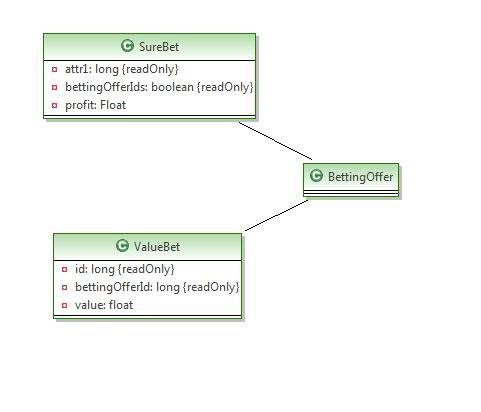 SureBet
attr1: long {readOnly}
bettingOfferIds: boolean {readOnly}
profit: Float
BettingOffer
ValueBet
id: long {readOnly}
bettingOfferId: long {readOnly}
value: float